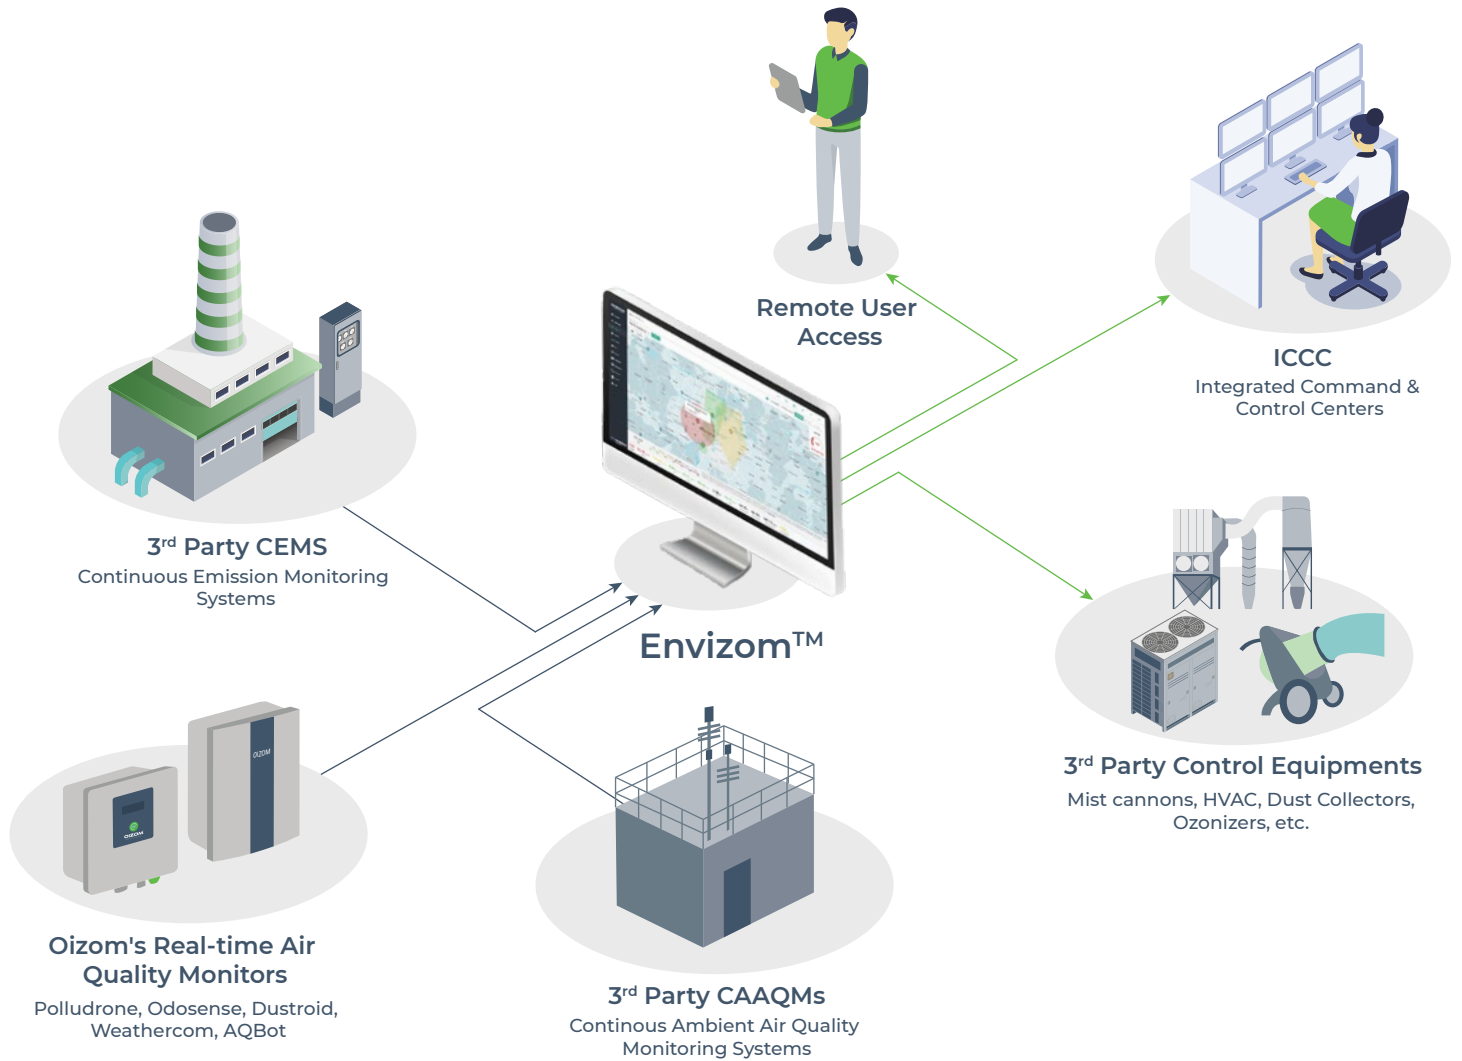 Remote User
Access
ICCC
Integrated Command &
Control Centers
3rd Party CEMS
Continuous Emission Monitoring
Systems
Envizom™
OIZOM
OIZOM
3rd Party Control Equipments
Mist cannons, HVAC, Dust Collectors,
Ozonizers, etc.
Oizom's Real-time Air
Quality Monitors
Polludrone, Odosense, Dustroid,
Weathercom, AQBot
3rd Party CAAQMs
Continous Ambient Air Quality
Monitoring Systems